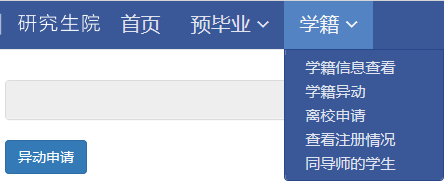 研究生院 首页 预毕业 学籍
学籍信息查看
学籍异动
离校申请
查看注册情况
同导师的学生
异动申请